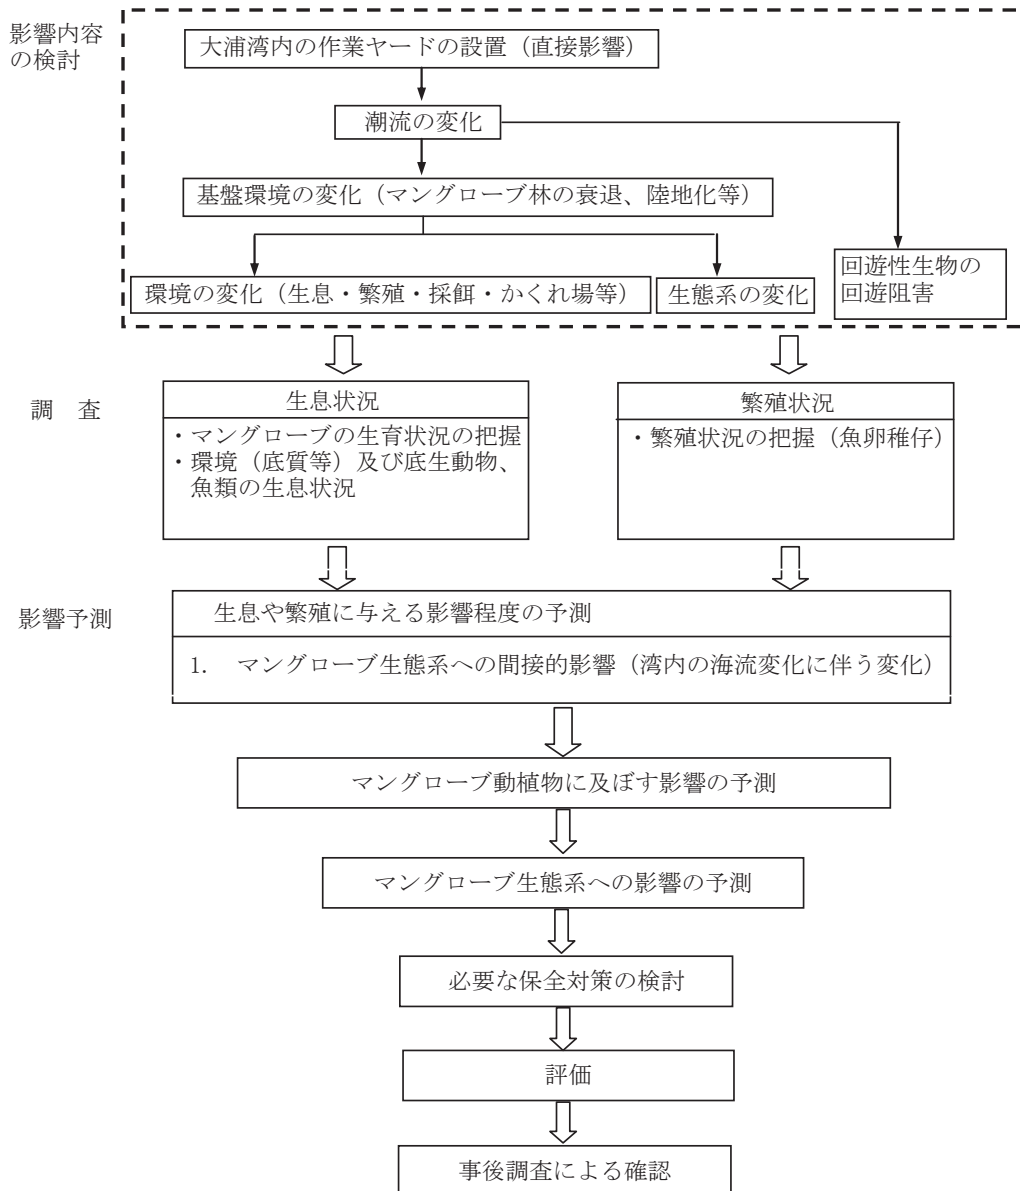 影響内容
の検討
大浦湾内の作業ヤードの設置（直接影響）
潮流の変化
基盤環境の変化（マングローブ林の衰退、陸地化等）
環境の変化（生息・繁殖・採餌・かくれ場等）
生態系の変化
回遊性生物の
回遊阻害
調　査
生息状況
・マングローブの生育状況の把握
・環境（底質等）及び底生動物、
魚類の生息状況
繁殖状況
・繁殖状況の把握（魚卵稚仔）
影響予測
生息や繁殖に与える影響程度の予測
1.　マングローブ生態系への間接的影響（湾内の海流変化に伴う変化）
マングローブ動植物に及ぼす影響の予測
マングローブ生態系への影響の予測
必要な保全対策の検討
評価
事後調査による確認